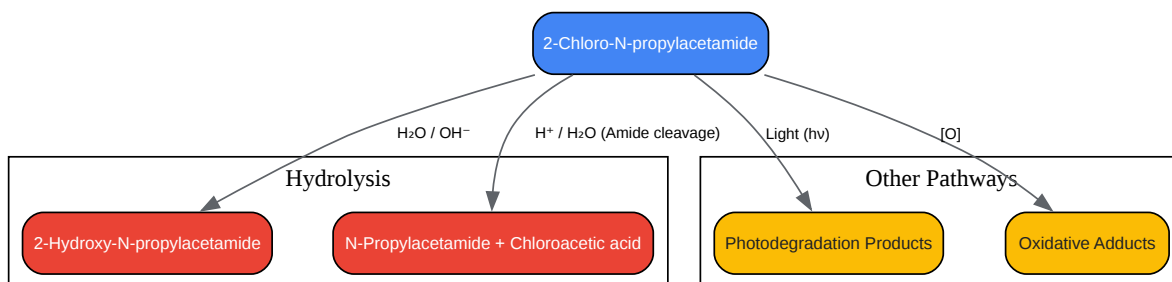 2-Chloro-N-propylacetamide
H₂O / OH⁻
H⁺ / H₂O (Amide cleavage)
Light (hν)
[O]
Hydrolysis
Other Pathways
2-Hydroxy-N-propylacetamide
N-Propylacetamide + Chloroacetic acid
Photodegradation Products
Oxidative Adducts